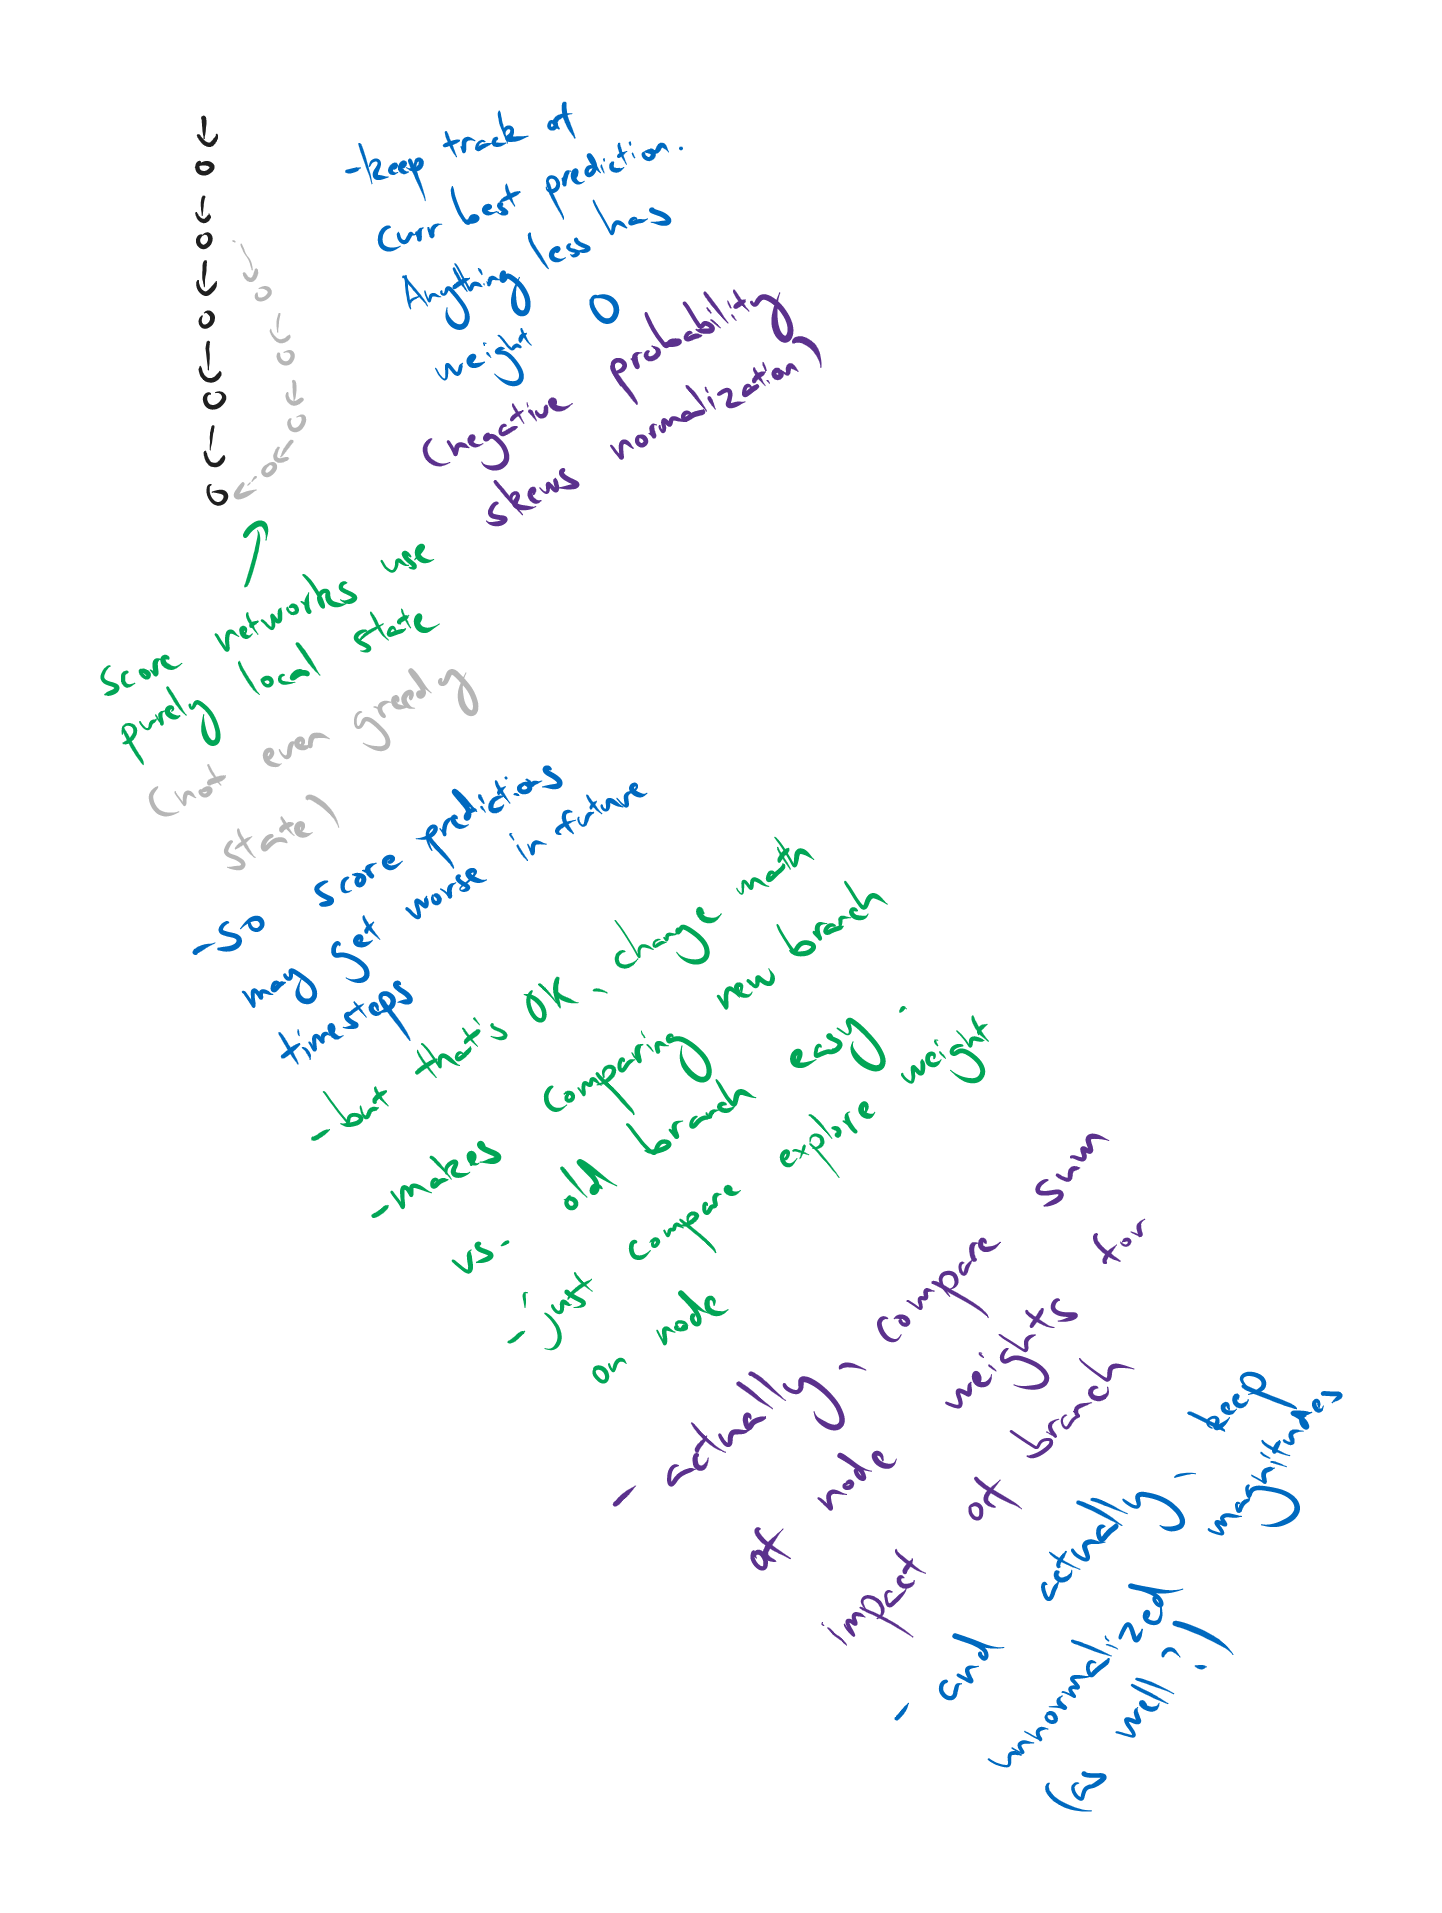 -keep track of
curr best prediction.
Anything less has
weight 0
(negative probability
skews normalization)
score networks use
purely local state
(not even greedy
state)
-so score predictions
may get worse in future
timesteps
-but that's OK, change math
-makes comparing new branch
vs. old branch easy.
-just compare explore weight
on node
- actually, compare sum
of node weights for
impact of branch
- and actually, keep
unnormalized magnitudes
(as well;)